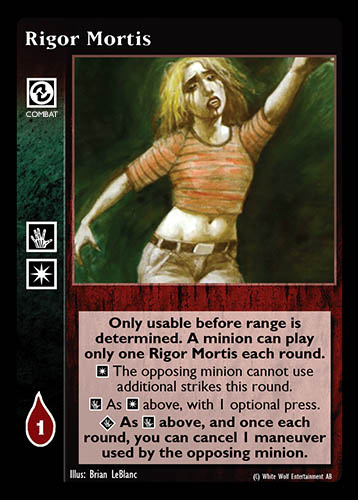 Rigor Mortis
COMBAT
Only usable before range is
determined. A minion can play
only one Rigor Mortis each round.
The opposing minion cannot use
additional strikes this round.
As above, with 1 optional press.
As above, and once each
round, you can cancel 1 maneuver
used by the opposing minion.
1
Illus: Brian LeBlanc (C) White Wolf Entertainment AB